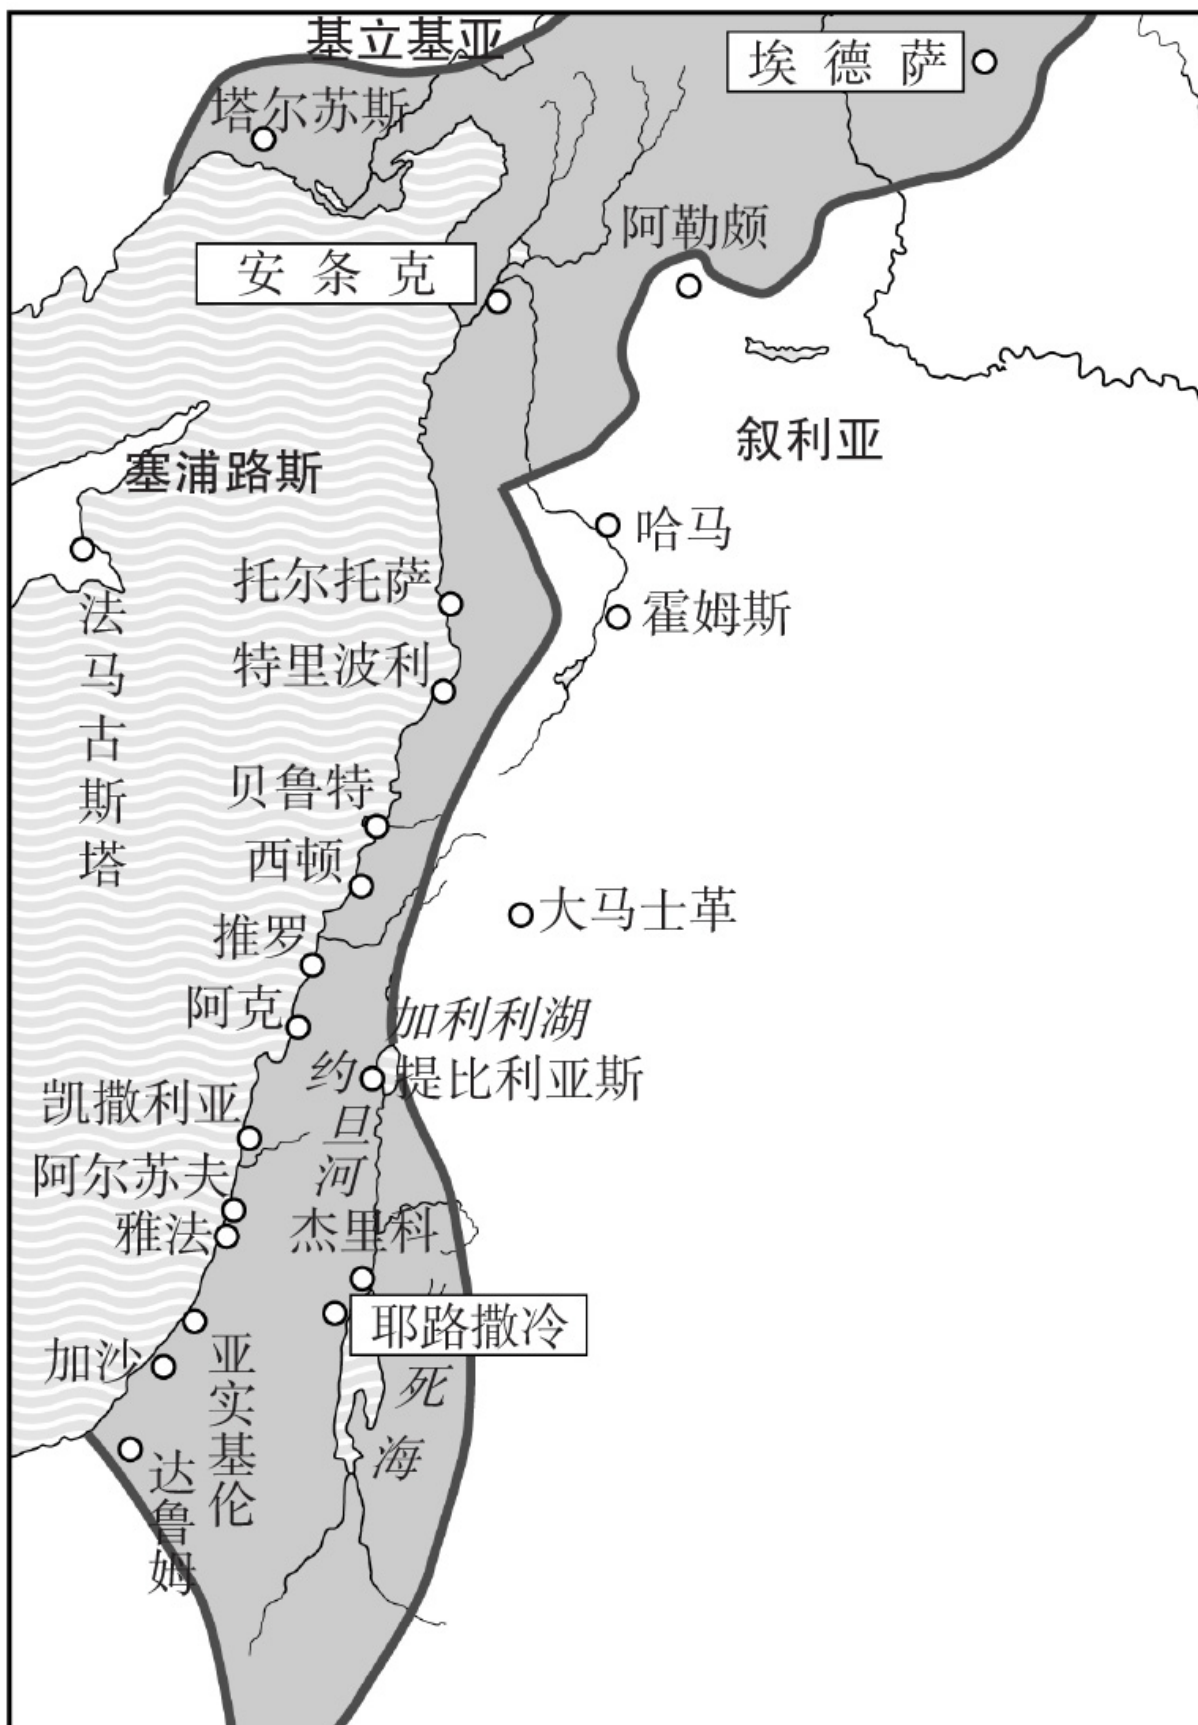 基立基亚
埃德萨
塔尔苏斯
阿勒颇
安条克
叙利亚
塞浦路斯
哈马
托尔托萨
法马古斯塔
霍姆斯
特里波利
贝鲁特
西顿
大马士革
推罗
阿克
加利利湖
约旦河
提比利亚斯
凯撒利亚
阿尔苏夫
雅法
杰里科
耶路撒冷
加沙
亚实基伦
死海
达鲁姆